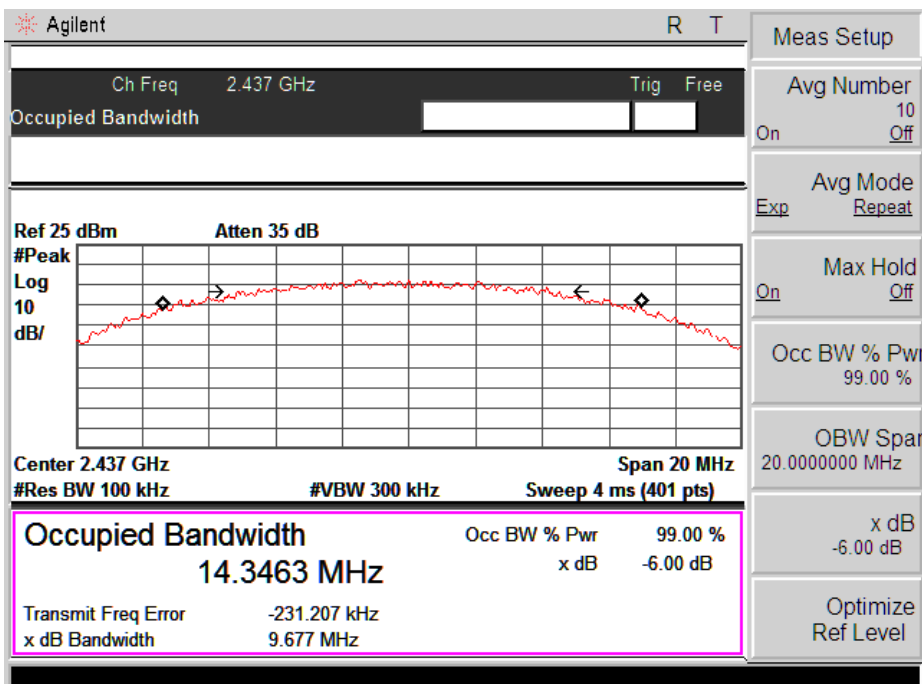 Agilent R T
Ch Freq 2.437 GHz Trig Free
Occupied Bandwidth
Ref 25 dBm Atten 35 dB
#Peak
Log
10
dB/
Center 2.437 GHz Span 20 MHz
#Res BW 100 kHz #VBW 300 kHz Sweep 4 ms (401 pts)
Occupied Bandwidth
14.3463 MHz
Occ BW % Pwr 99.00 %
x dB -6.00 dB
Transmit Freq Error -231.207 kHz
x dB Bandwidth 9.677 MHz
Meas Setup
Avg Number
10
On Off
Avg Mode
Exp Repeat
Max Hold
On Off
Occ BW % Pwr
99.00 %
OBW Span
20.0000000 MHz
x dB
-6.00 dB
Optimize
Ref Level